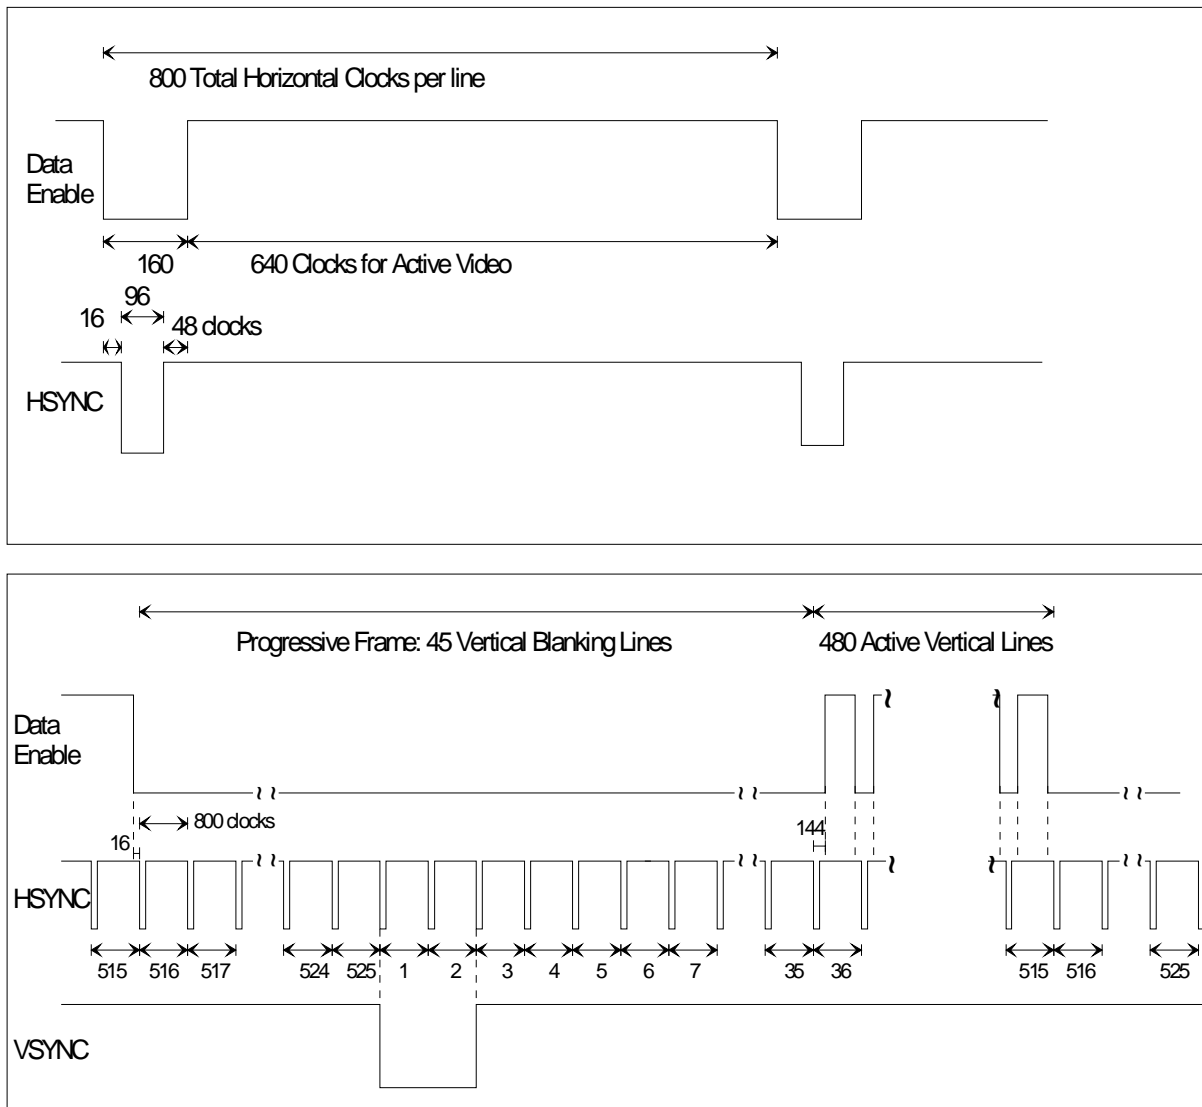 800 Total Horizontal Clocks per line
Data
Enable
160
640 Clocks for Active Video
96
16
48 clocks
HSYNC
Progressive Frame: 45 Vertical Blanking Lines
480 Active Vertical Lines
Data
Enable
800 clocks
16
144
HSYNC
515 516 517 524 525 1 2 3 4 5 6 7 35 36 515 516 525
VSYNC